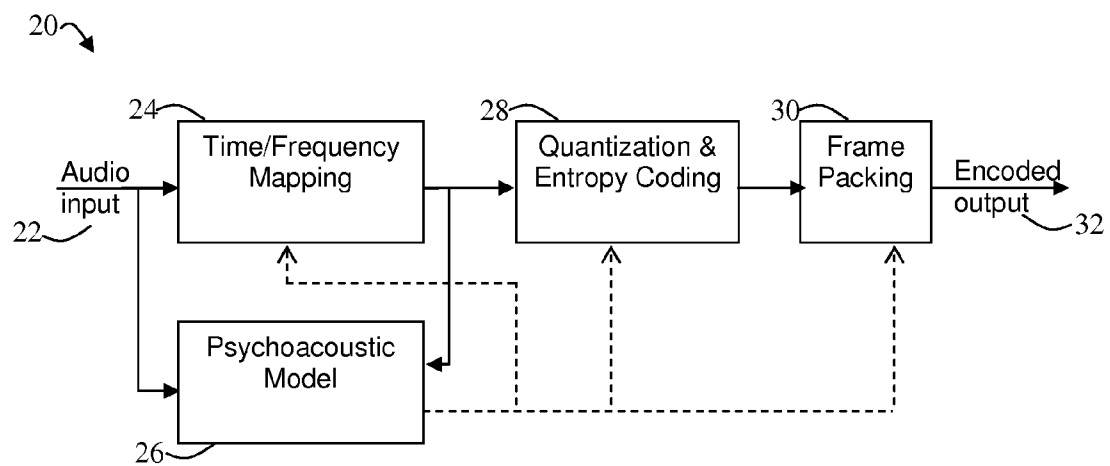 20
24
28
30
Time/Frequency
Mapping
Quantization &
Entropy Coding
Frame
Packing
Audio
input
22
Encoded
output
32
Psychoacoustic
Model
26